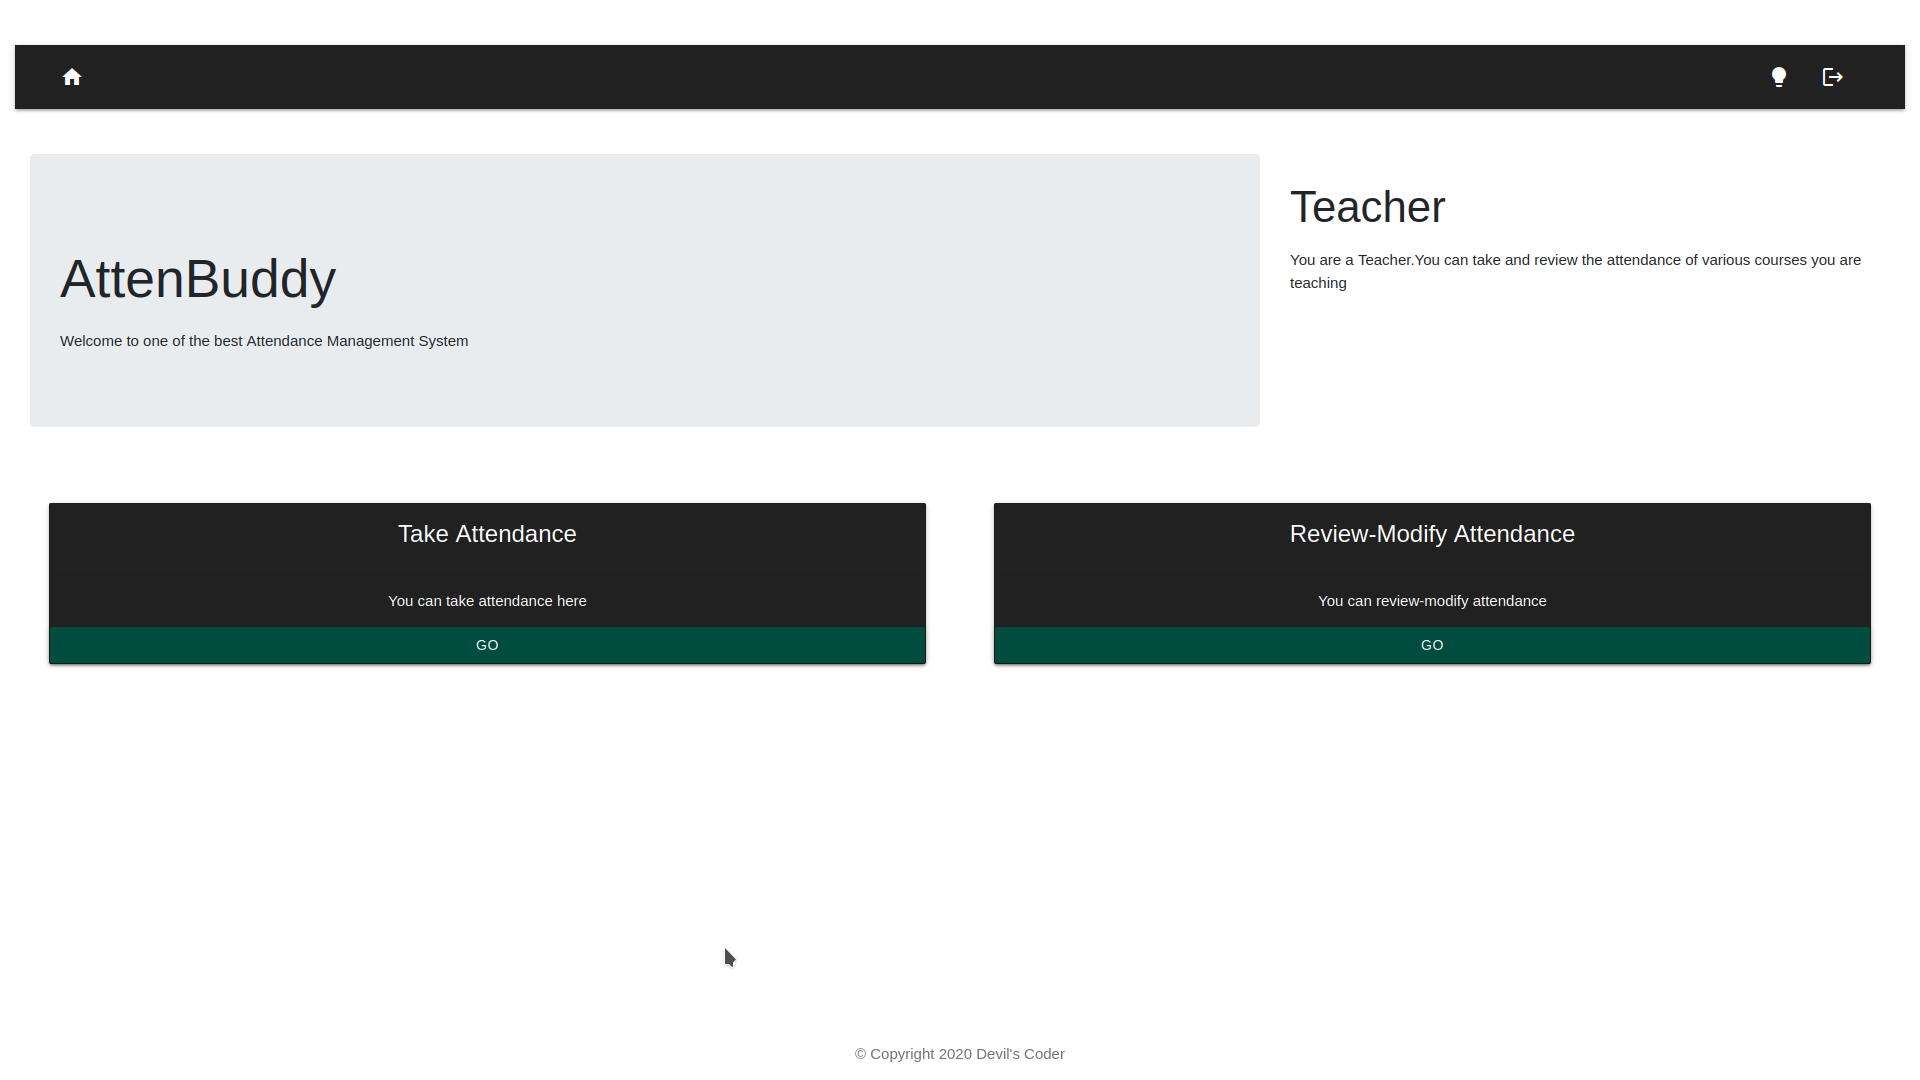 AttenBuddy
Welcome to one of the best Attendance Management System
Teacher
You are a Teacher.You can take and review the attendance of various courses you are
teaching
Take Attendance
You can take attendance here
GO
Review-Modify Attendance
You can review-modify attendance
GO
© Copyright 2020 Devil's Coder